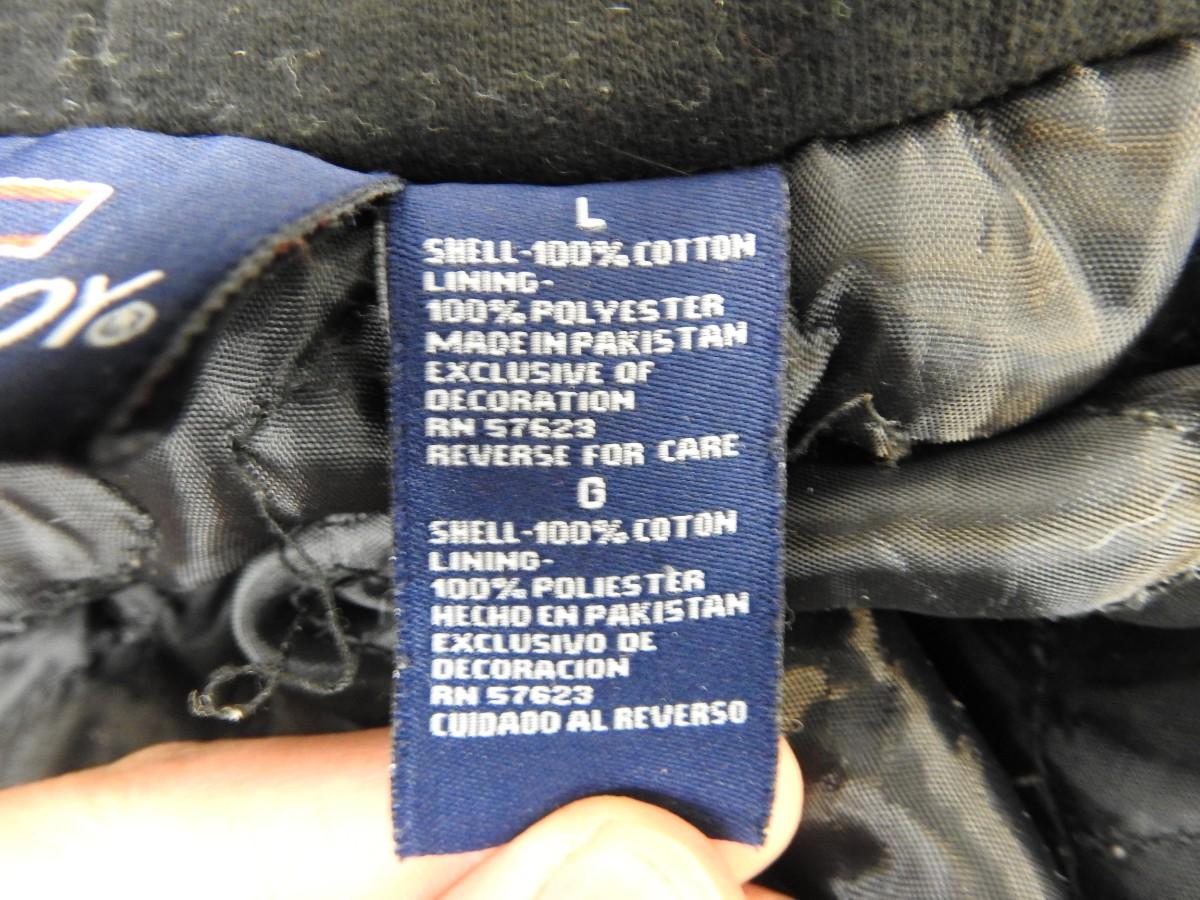 OY®
L
SHELL-100% COTTON
LINING-
100% POLYESTER
MADE IN PAKISTAN
EXCLUSIVE OF
DECORATION
RN 57623
REVERSE FOR CARE
G
SHELL-100% COTON
LINING-
100% POLIESTER
HECHO EN PAKISTAN
EXCLUSIVO DE
DECORACION
RN 57623
CUIDADO AL REVERSO